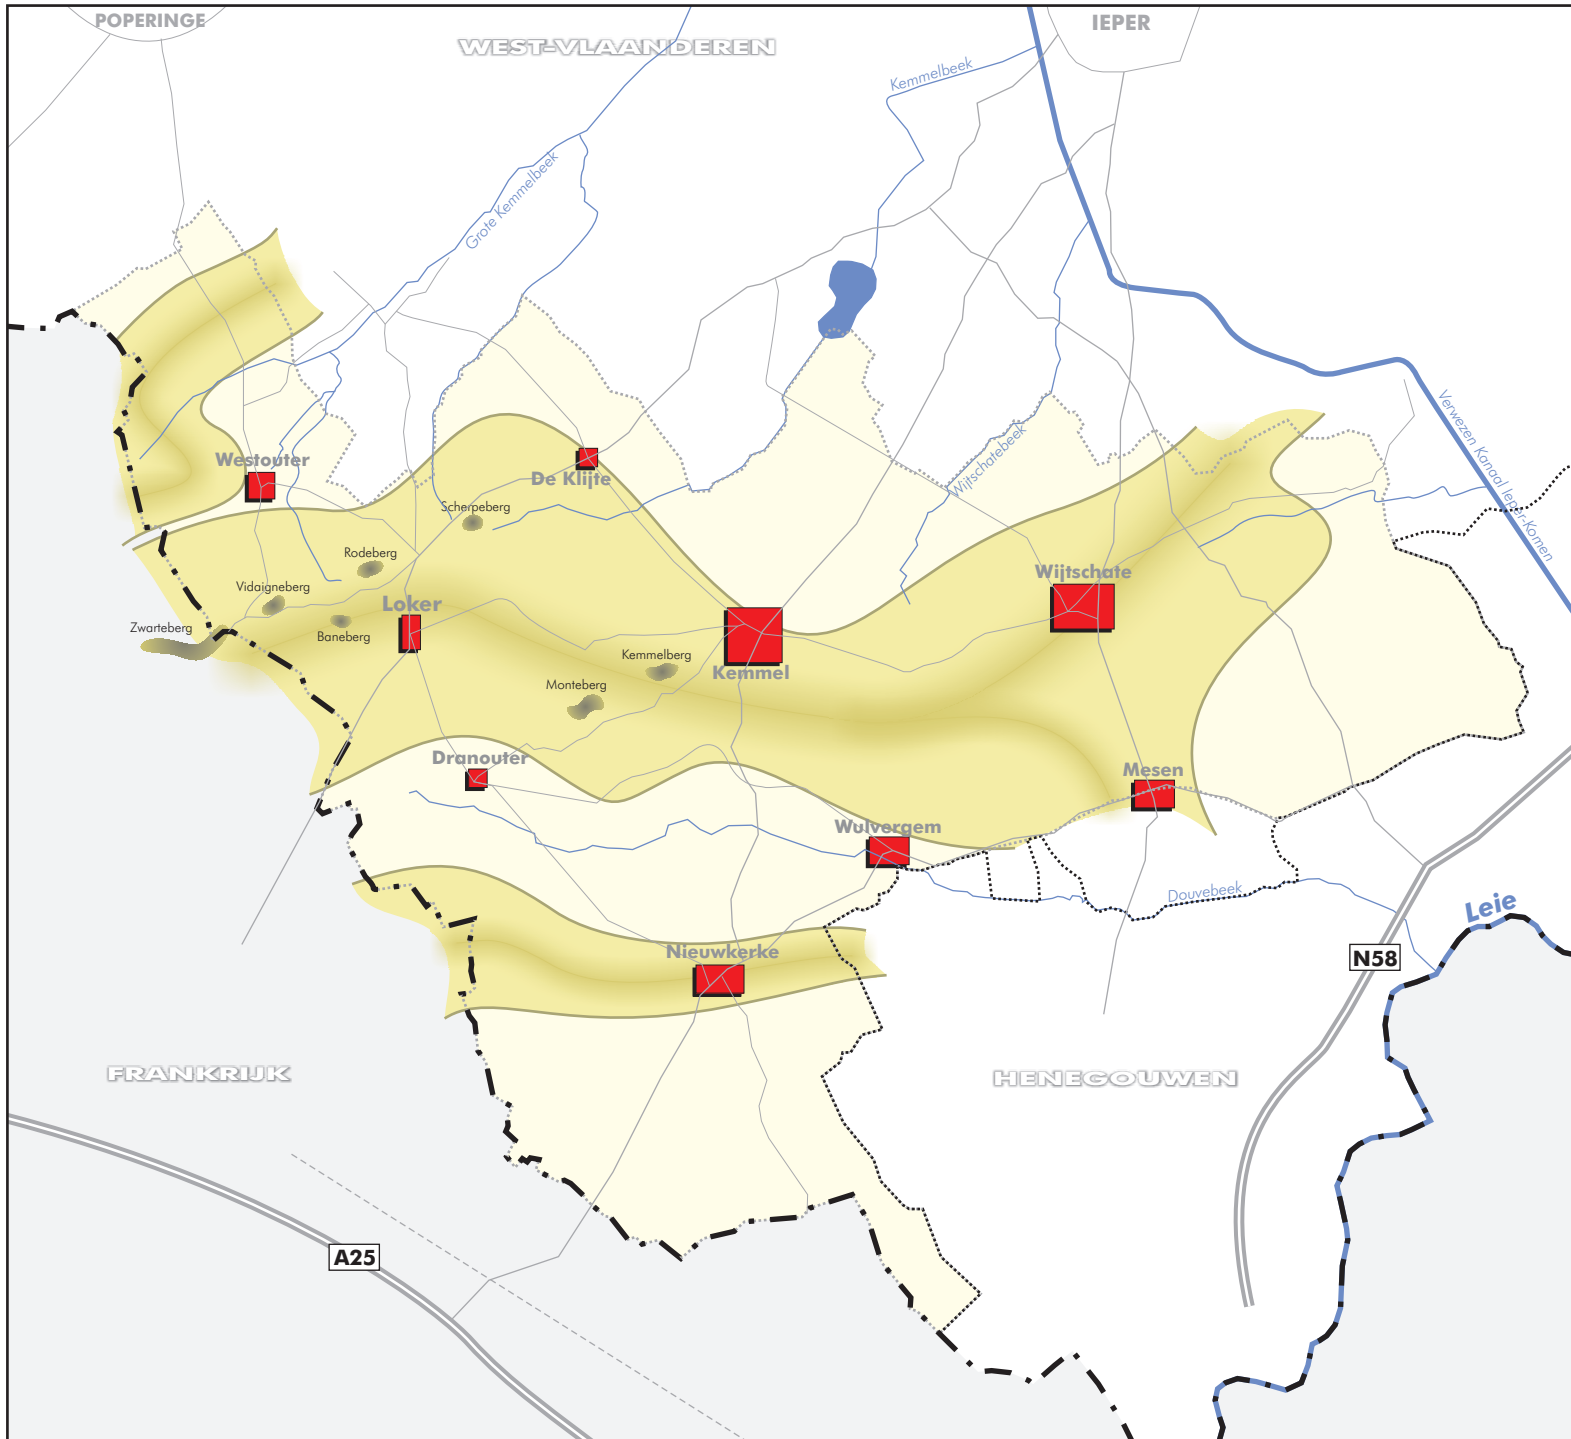 POPERINGE
IEPER
WEST-VLAANDEREN
Kemmelbeek
Grote Kemmelbeek
Verwezen Kanaal Ieper-Komen
Wijtschatebeek
Westouter
De Klijte
Scherpeberg
Rodeberg
Wijtschate
Vidaigneberg
Loker
Zwarteberg
Baneberg
Kemmelberg
Kemmel
Monteberg
Dranouter
Mesen
Wulvergem
Douvebeek
Leie
Nieuwkerke
N58
FRANKRIJK
HENEGOUWEN
A25